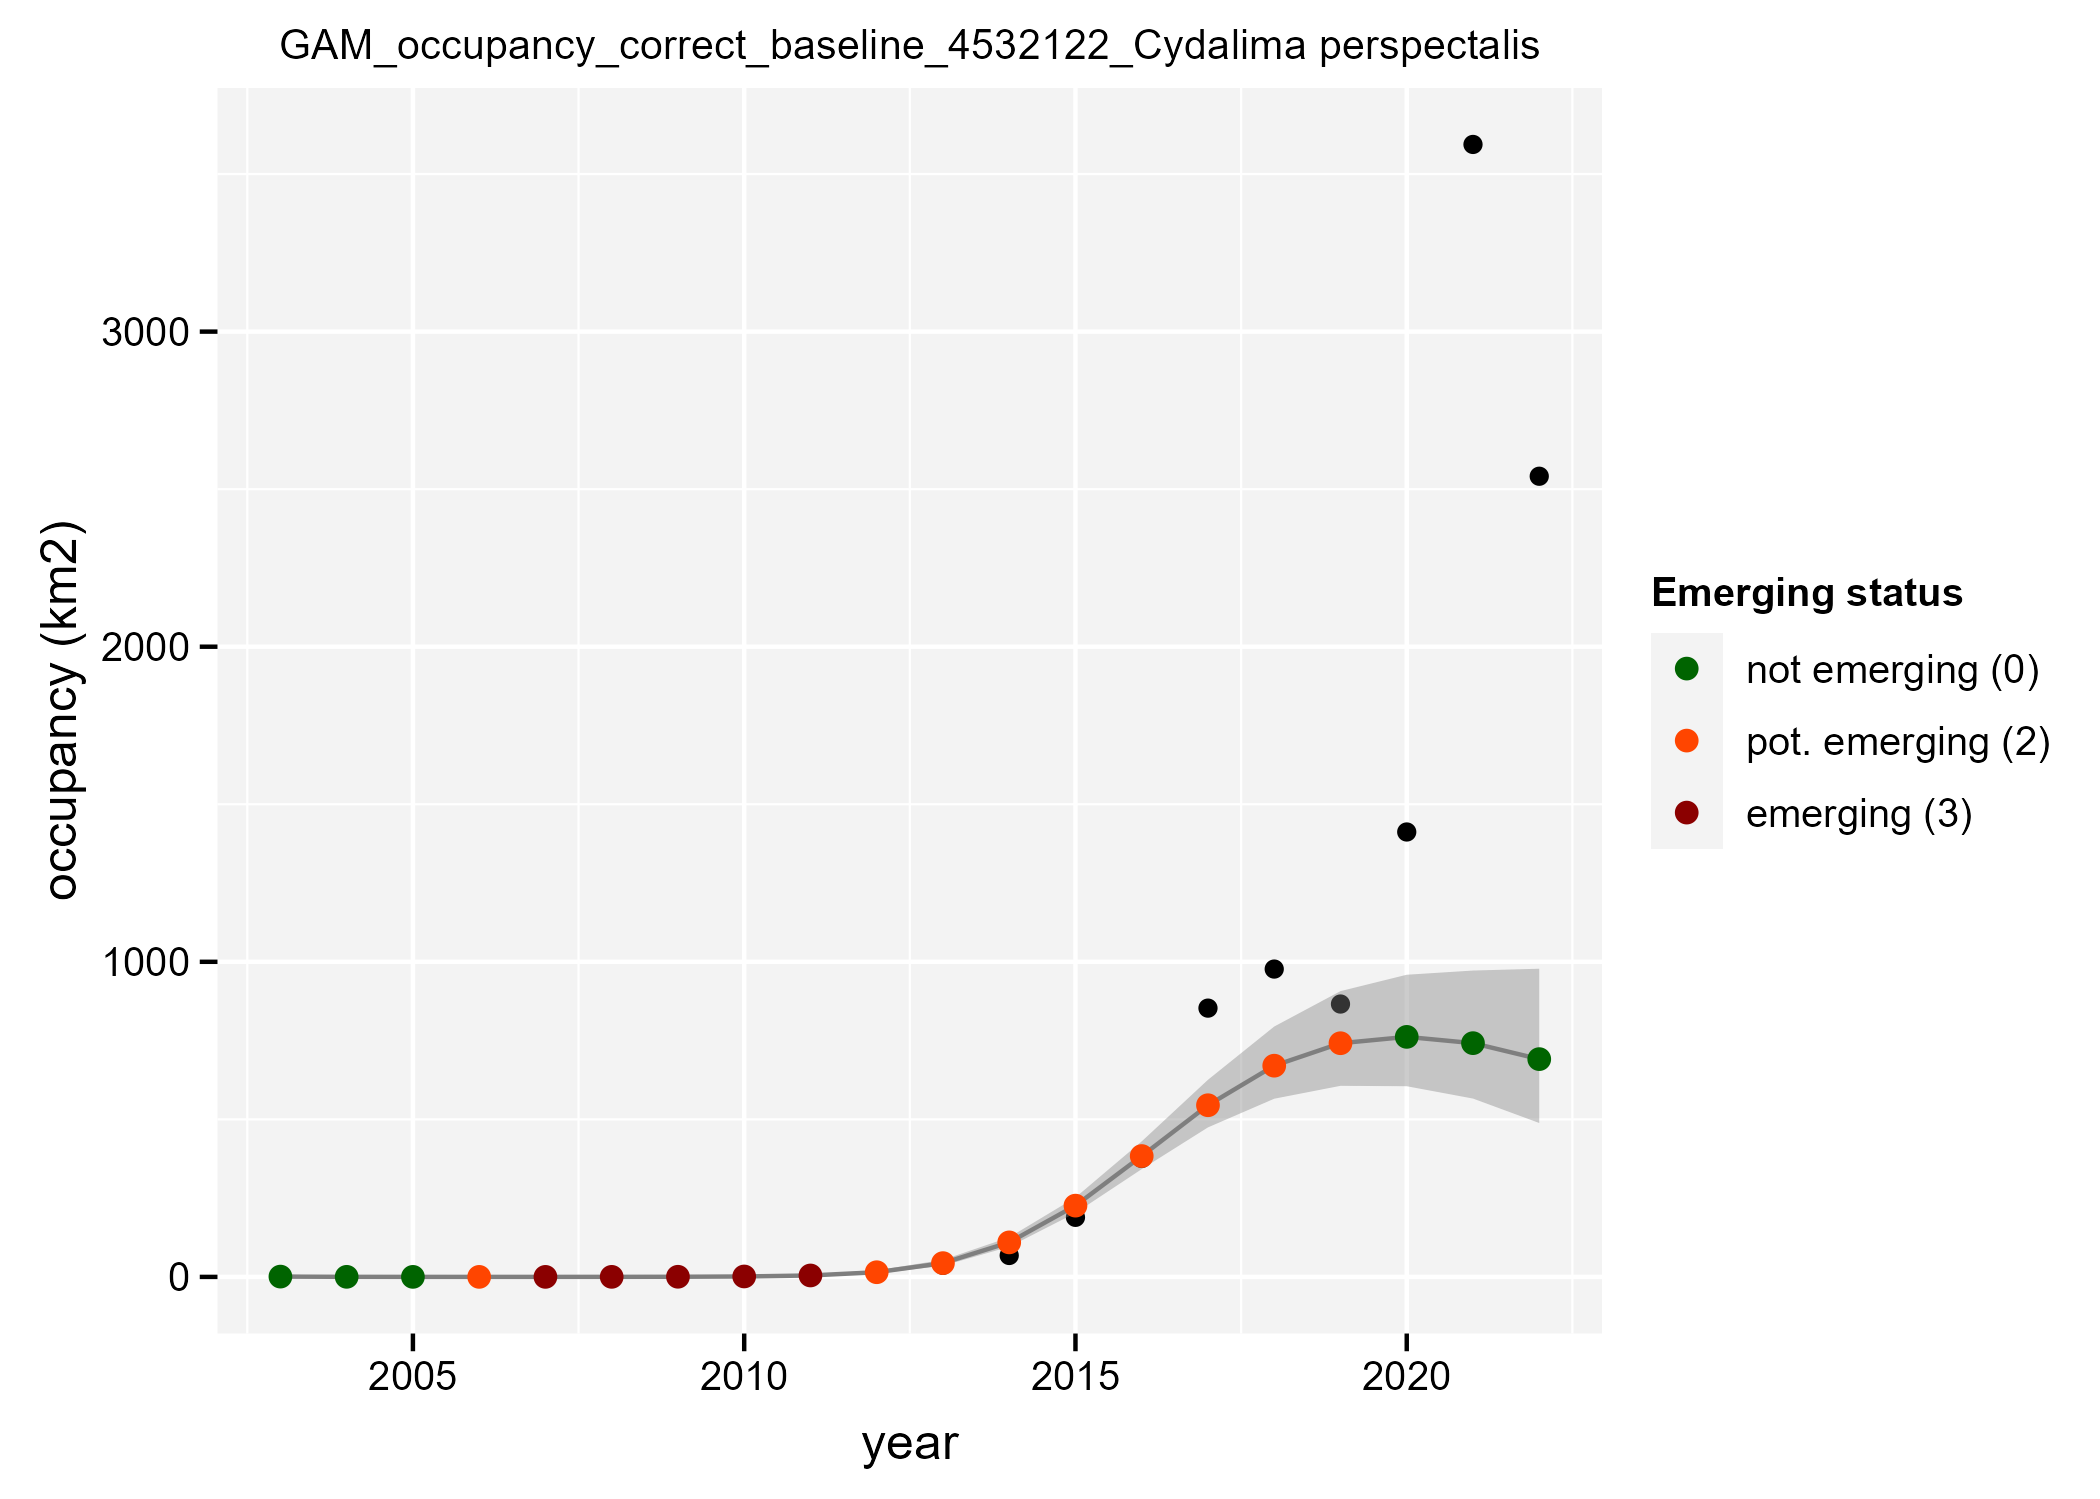 GAM_occupancy_correct_baseline_4532122_Cydalima perspectalis
occupancy (km2)
3000
2000
1000
0
2005
2010
2015
2020
year
Emerging status
not emerging (0)
pot. emerging (2)
emerging (3)